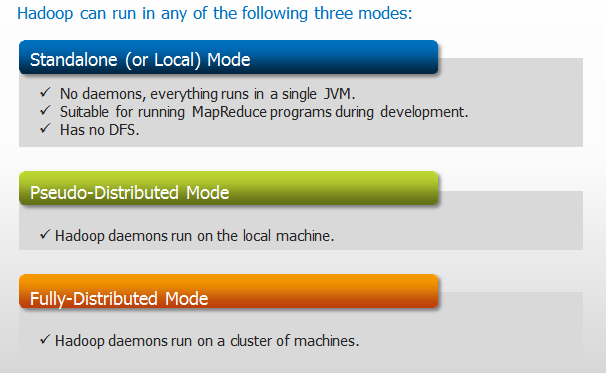 Hadoop can run in any of the following three modes:
Standalone (or Local) Mode
✓ No daemons, everything runs in a single JVM.
✓ Suitable for running MapReduce programs during development.
✓ Has no DFS.
Pseudo-Distributed Mode
✓ Hadoop daemons run on the local machine.
Fully-Distributed Mode
✓ Hadoop daemons run on a cluster of machines.